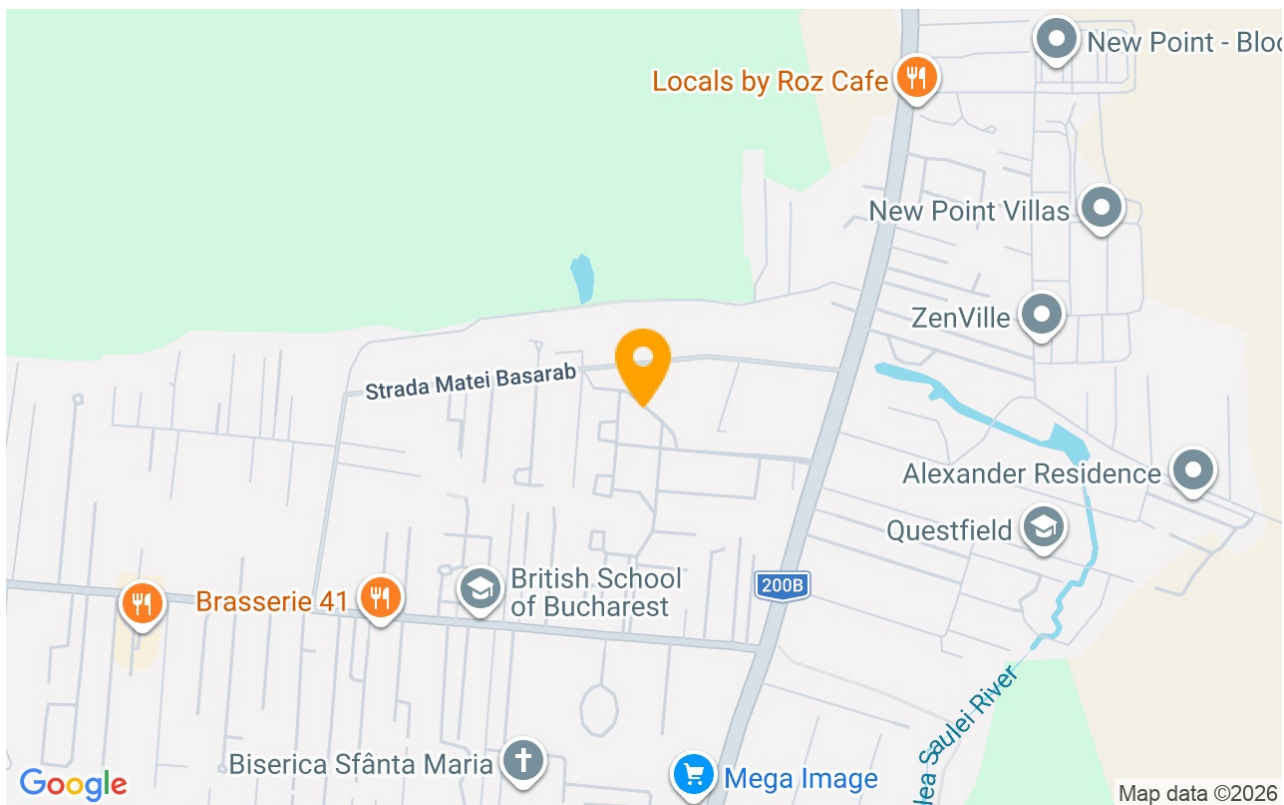 New Point - Bloc
Locals by Roz Cafe
New Point Villas
ZenVille
Strada Matei Basarab
Alexander Residence
Questfield
British School
of Bucharest
200B
Brasserie 41
lea Saulei River
Biserica Sfânta Maria
Mega Image
Google
Map data ©2026